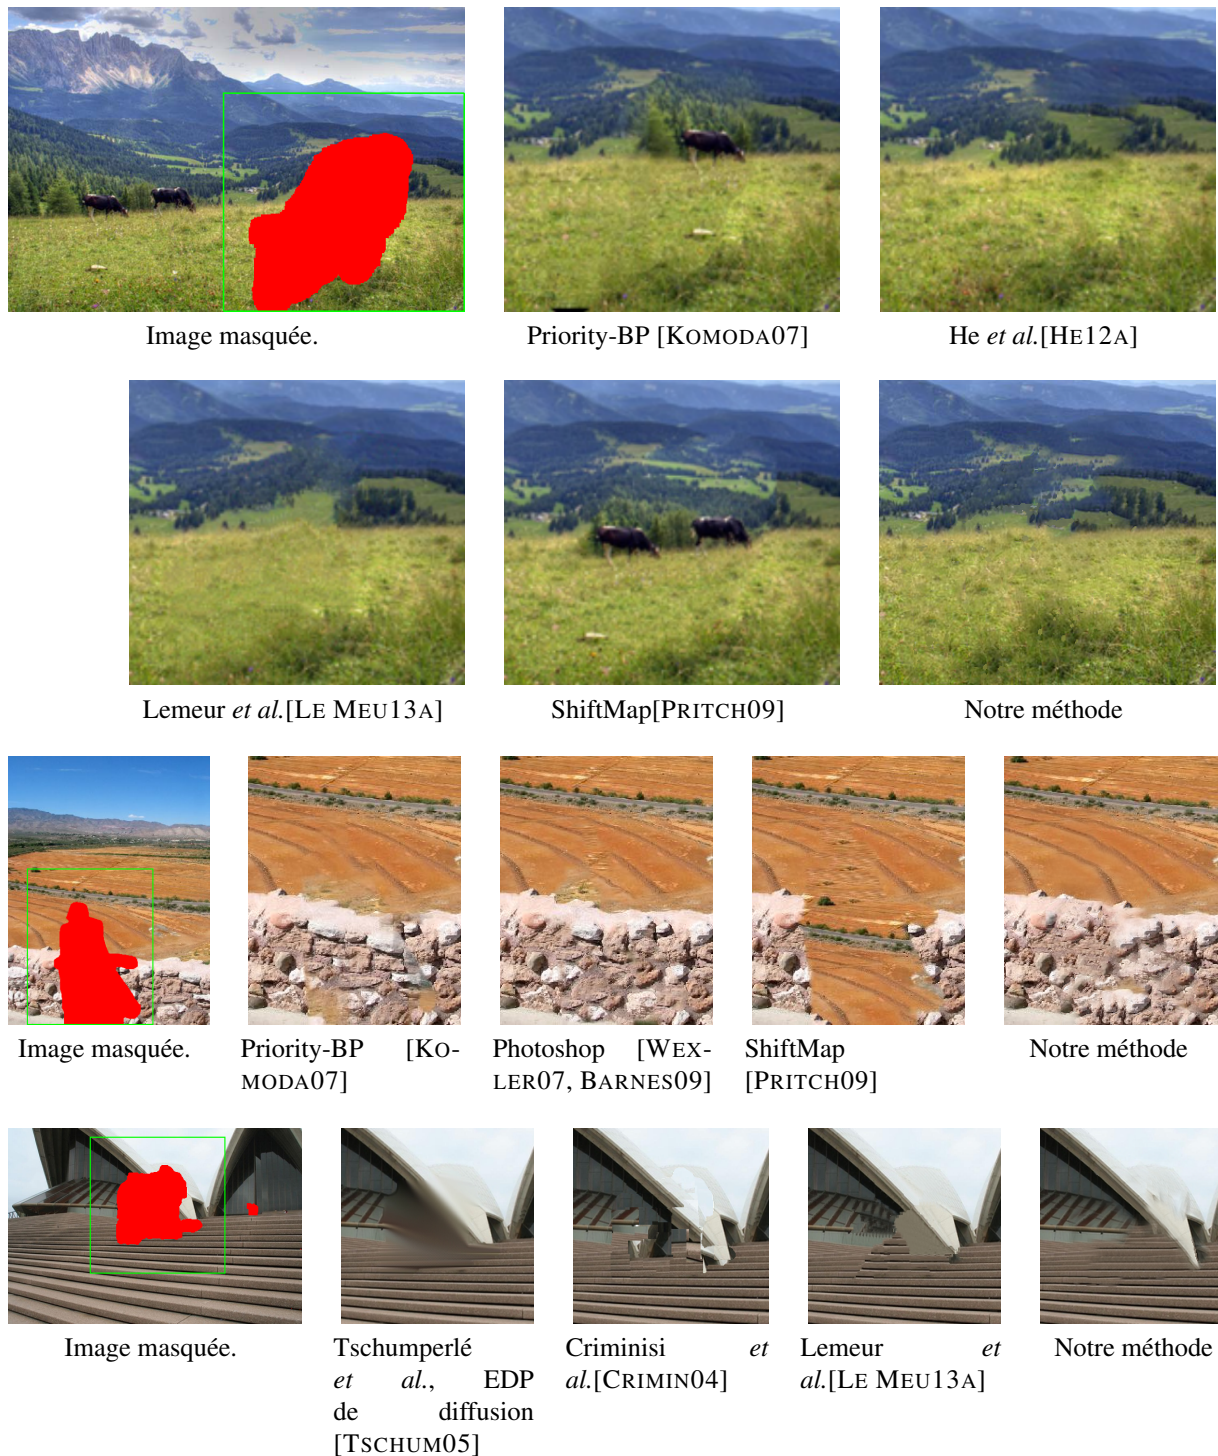 Image masquée.
Priority-BP [KOMODA07]
He et al.[HE12A]
Lemeur et al.[LE MEU13A]
ShiftMap[PRITCH09]
Notre méthode
Image masquée.
Priority-BP [KO-
MODA07]
Photoshop [WEX-
LER07, BARNES09]
ShiftMap
[PRITCH09]
Notre méthode
Image masquée.
Tschumperlé
et al., EDP
de diffusion
[TSCHUM05]
Criminisi et
al.[CRIMIN04]
Lemeur et
al.[LE MEU13A]
Notre méthode